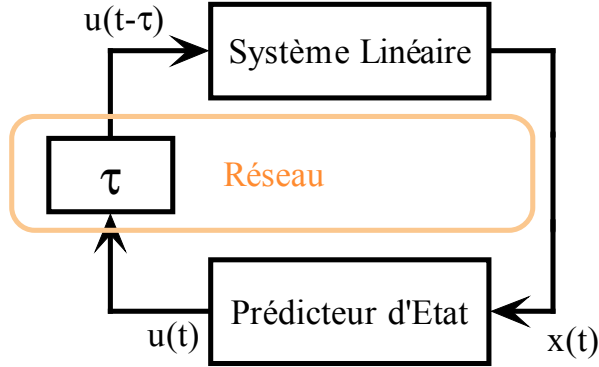 u(t-τ)
Système Linéaire
τ
Réseau
Prédicteur d'Etat
u(t)
x(t)